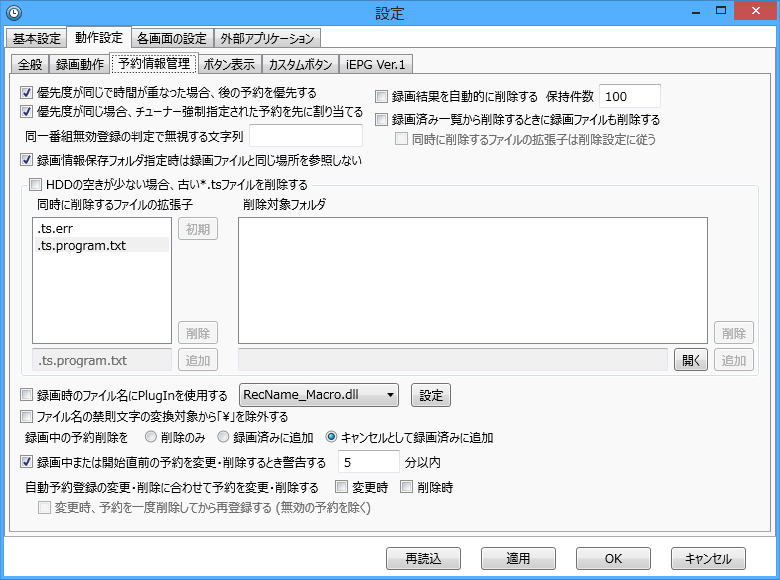 設定
基本設定 動作設定 各画面の設定 外部アプリケーション
全般 録画動作 予約情報管理 ボタン表示 カスタムボタン iEPG Ver.1
優先度が同じで時間が重なった場合、後の予約を優先する
優先度が同じ場合、チューナー強制指定された予約を先に割り当てる
同一番組無効登録の判定で無視する文字列
録画情報保存フォルダ指定時は録画ファイルと同じ場所を参照しない
録画結果を自動的に削除する 保持件数 100
録画済み一覧から削除するときに録画ファイルも削除する
同時に削除するファイルの拡張子は削除設定に従う
HDDの空きが少ない場合、古い*.tsファイルを削除する
同時に削除するファイルの拡張子 削除対象フォルダ
.ts.err 初期
.ts.program.txt
削除 削除
.ts.program.txt 追加 開く 追加
録画時のファイル名にPlugInを使用する RecName_Macro.dll 設定
ファイル名の禁則文字の変換対象から「¥」を除外する
録画中の予約削除を 削除のみ 録画済みに追加 キャンセルとして録画済みに追加
録画中または開始直前の予約を変更・削除するとき警告する 5 分以内
自動予約登録の変更・削除に合わせて予約を変更・削除する 変更時 削除時
変更時、予約を一度削除してから再登録する (無効の予約を除く)
再読込 適用 OK キャンセル